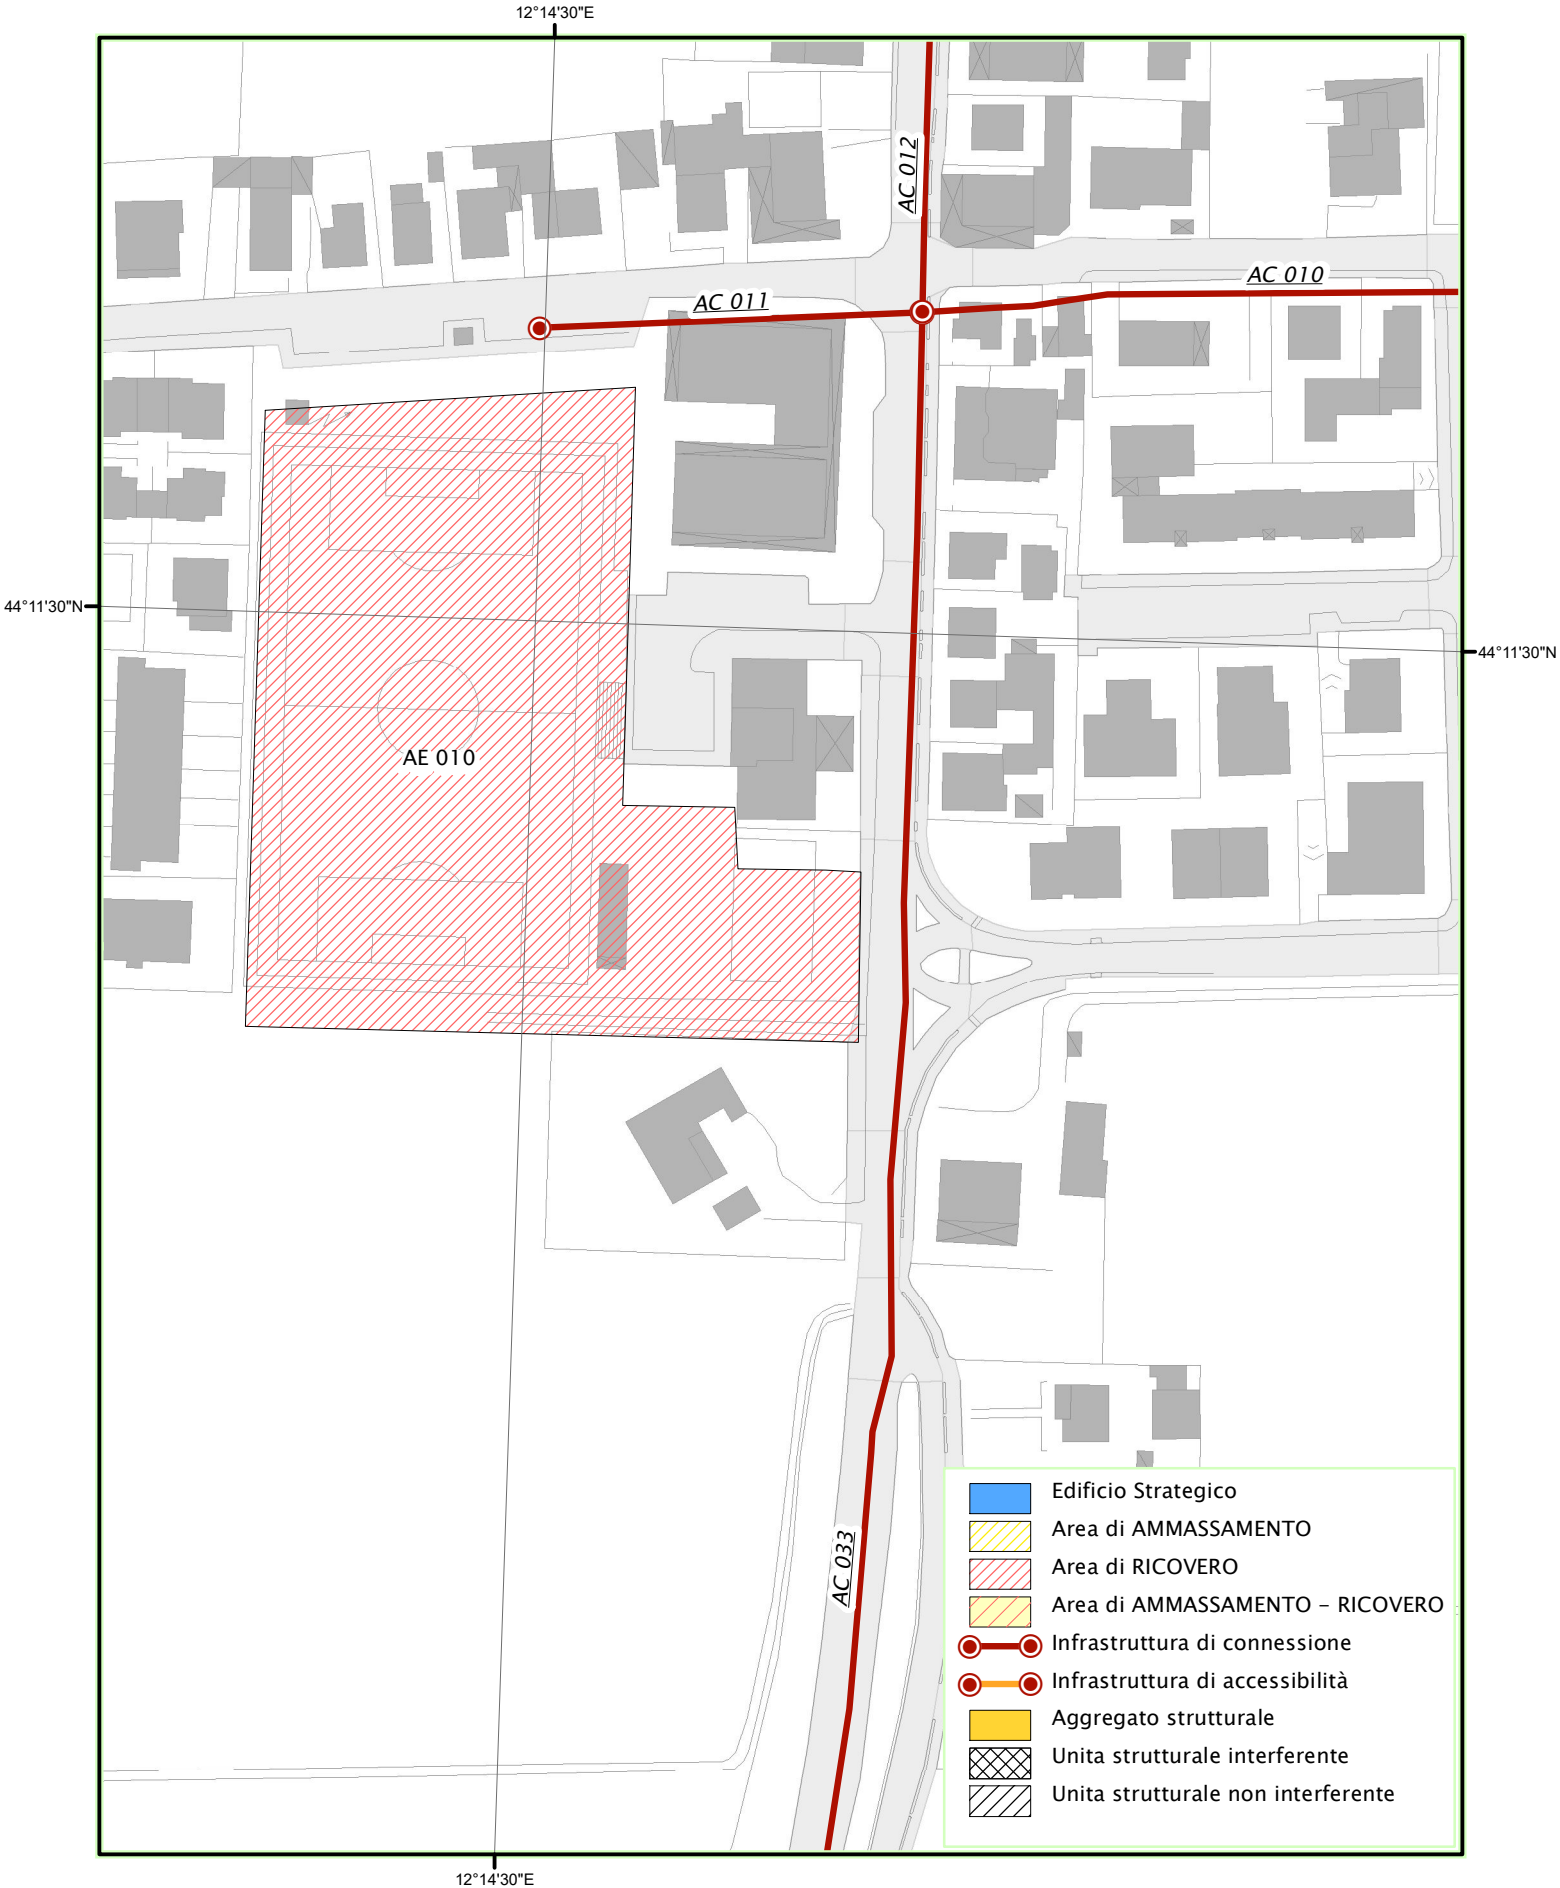 12°14'30"E
AC 012
AC 010
AC 011
44°11'30"N
44°11'30"N
AE 010
AC 033
Edificio Strategico
Area di AMMASSAMENTO
Area di RICOVERO
Area di AMMASSAMENTO - RICOVERO
Infrastruttura di connessione
Infrastruttura di accessibilità
Aggregato strutturale
Unita strutturale interferente
Unita strutturale non interferente
12°14'30"E